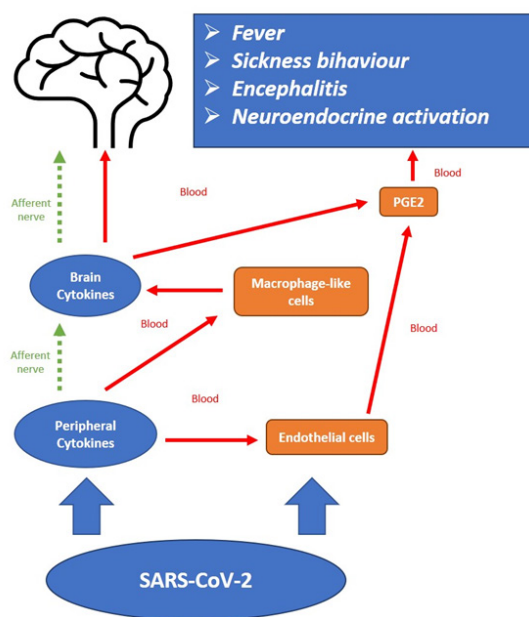 Fever
Sickness bihaviour
Encephalitis
Neuroendocrine activation
Blood
Blood
PGE2
Afferent
nerve
Brain
Cytokines
Macrophage-like
cells
Blood
Blood
Afferent
nerve
Blood
Peripheral
Cytokines
Endothelial cells
SARS-CoV-2